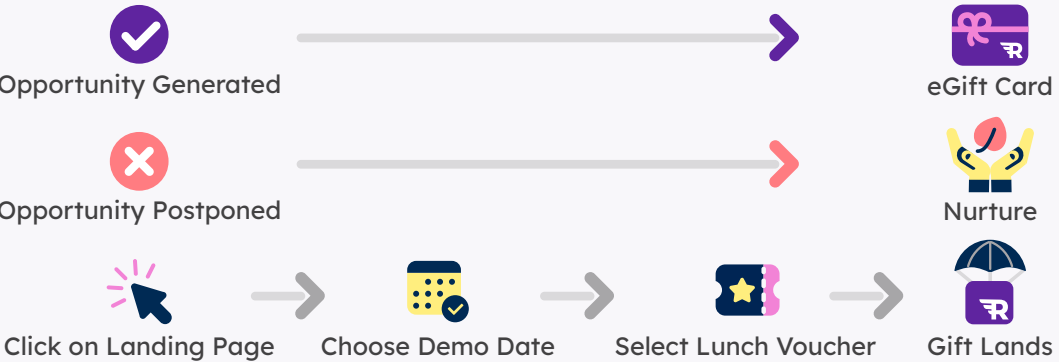 Opportunity Generated
eGift Card
Opportunity Postponed
Nurture
Click on Landing Page
Choose Demo Date
Select Lunch Voucher
Gift Lands